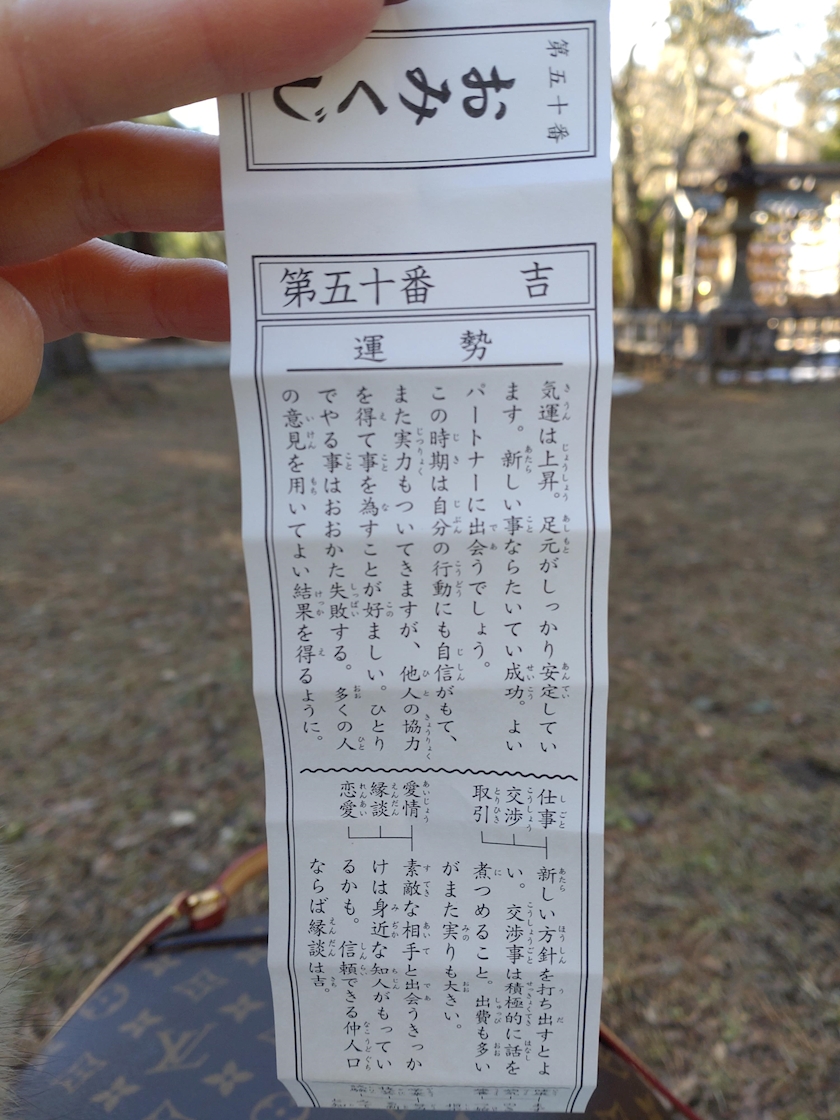 第五十番
おみくじ
第五十番 吉
運勢
気運は上昇。足元がしっかり安定してい
ます。新しい事ならたいてい成功。よい
パートナーに出会うでしょう。
この時期は自分の行動にも自信がもて、
また実力もついてきますが、他人の協力
を得て事を為すことが好ましい。ひとり
でやる事はおおかた失敗する。多くの人
の意見を用いてよい結果を得るように。
仕事
交渉
取引
新しい方針を打ち出すとよ
い。交渉事は積極的に話を
煮つめること。出費も多い
がまた実りも大きい。
愛情
縁談
恋愛
素敵な相手と出会うきっか
けは身近な知人がもってい
るかも。信頼できる仲人口
ならば縁談は吉。